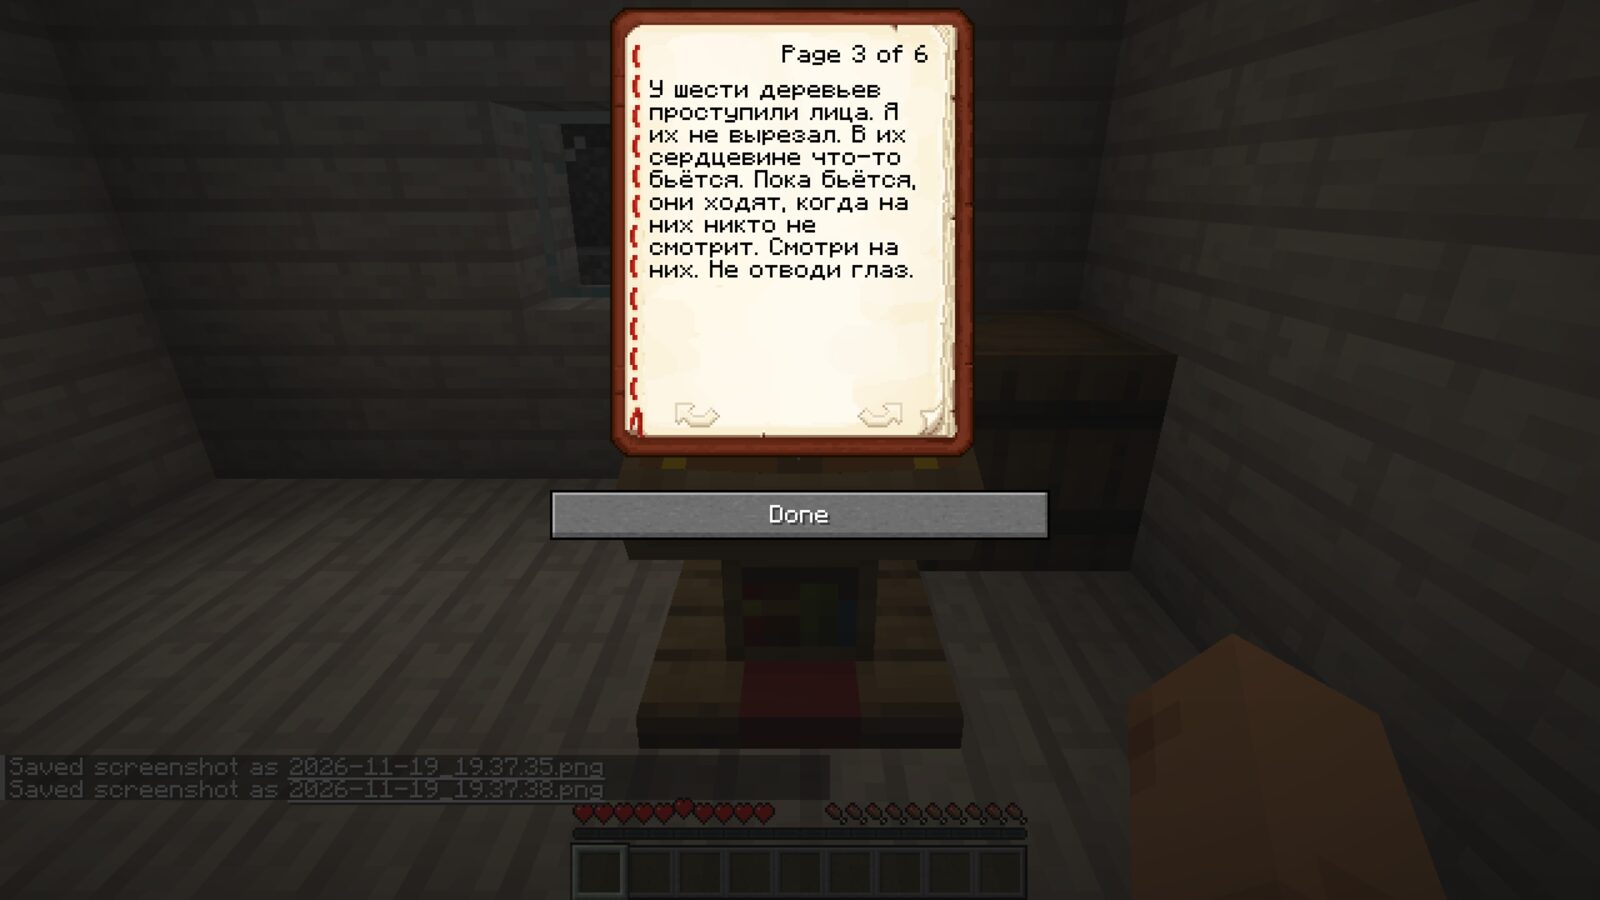 Page 3 of 6
У шести деревьев
проступили лица. Я
их не вырезал. В их
сердцевине что-то
бьётся. Пока бьётся,
они ходят, когда на
них никто не
смотрит. Смотри на
них. Не отводи глаз.
Done
Saved screenshot as 2026-11-19_19.37.35.png
Saved screenshot as 2026-11-19_19.37.38.png